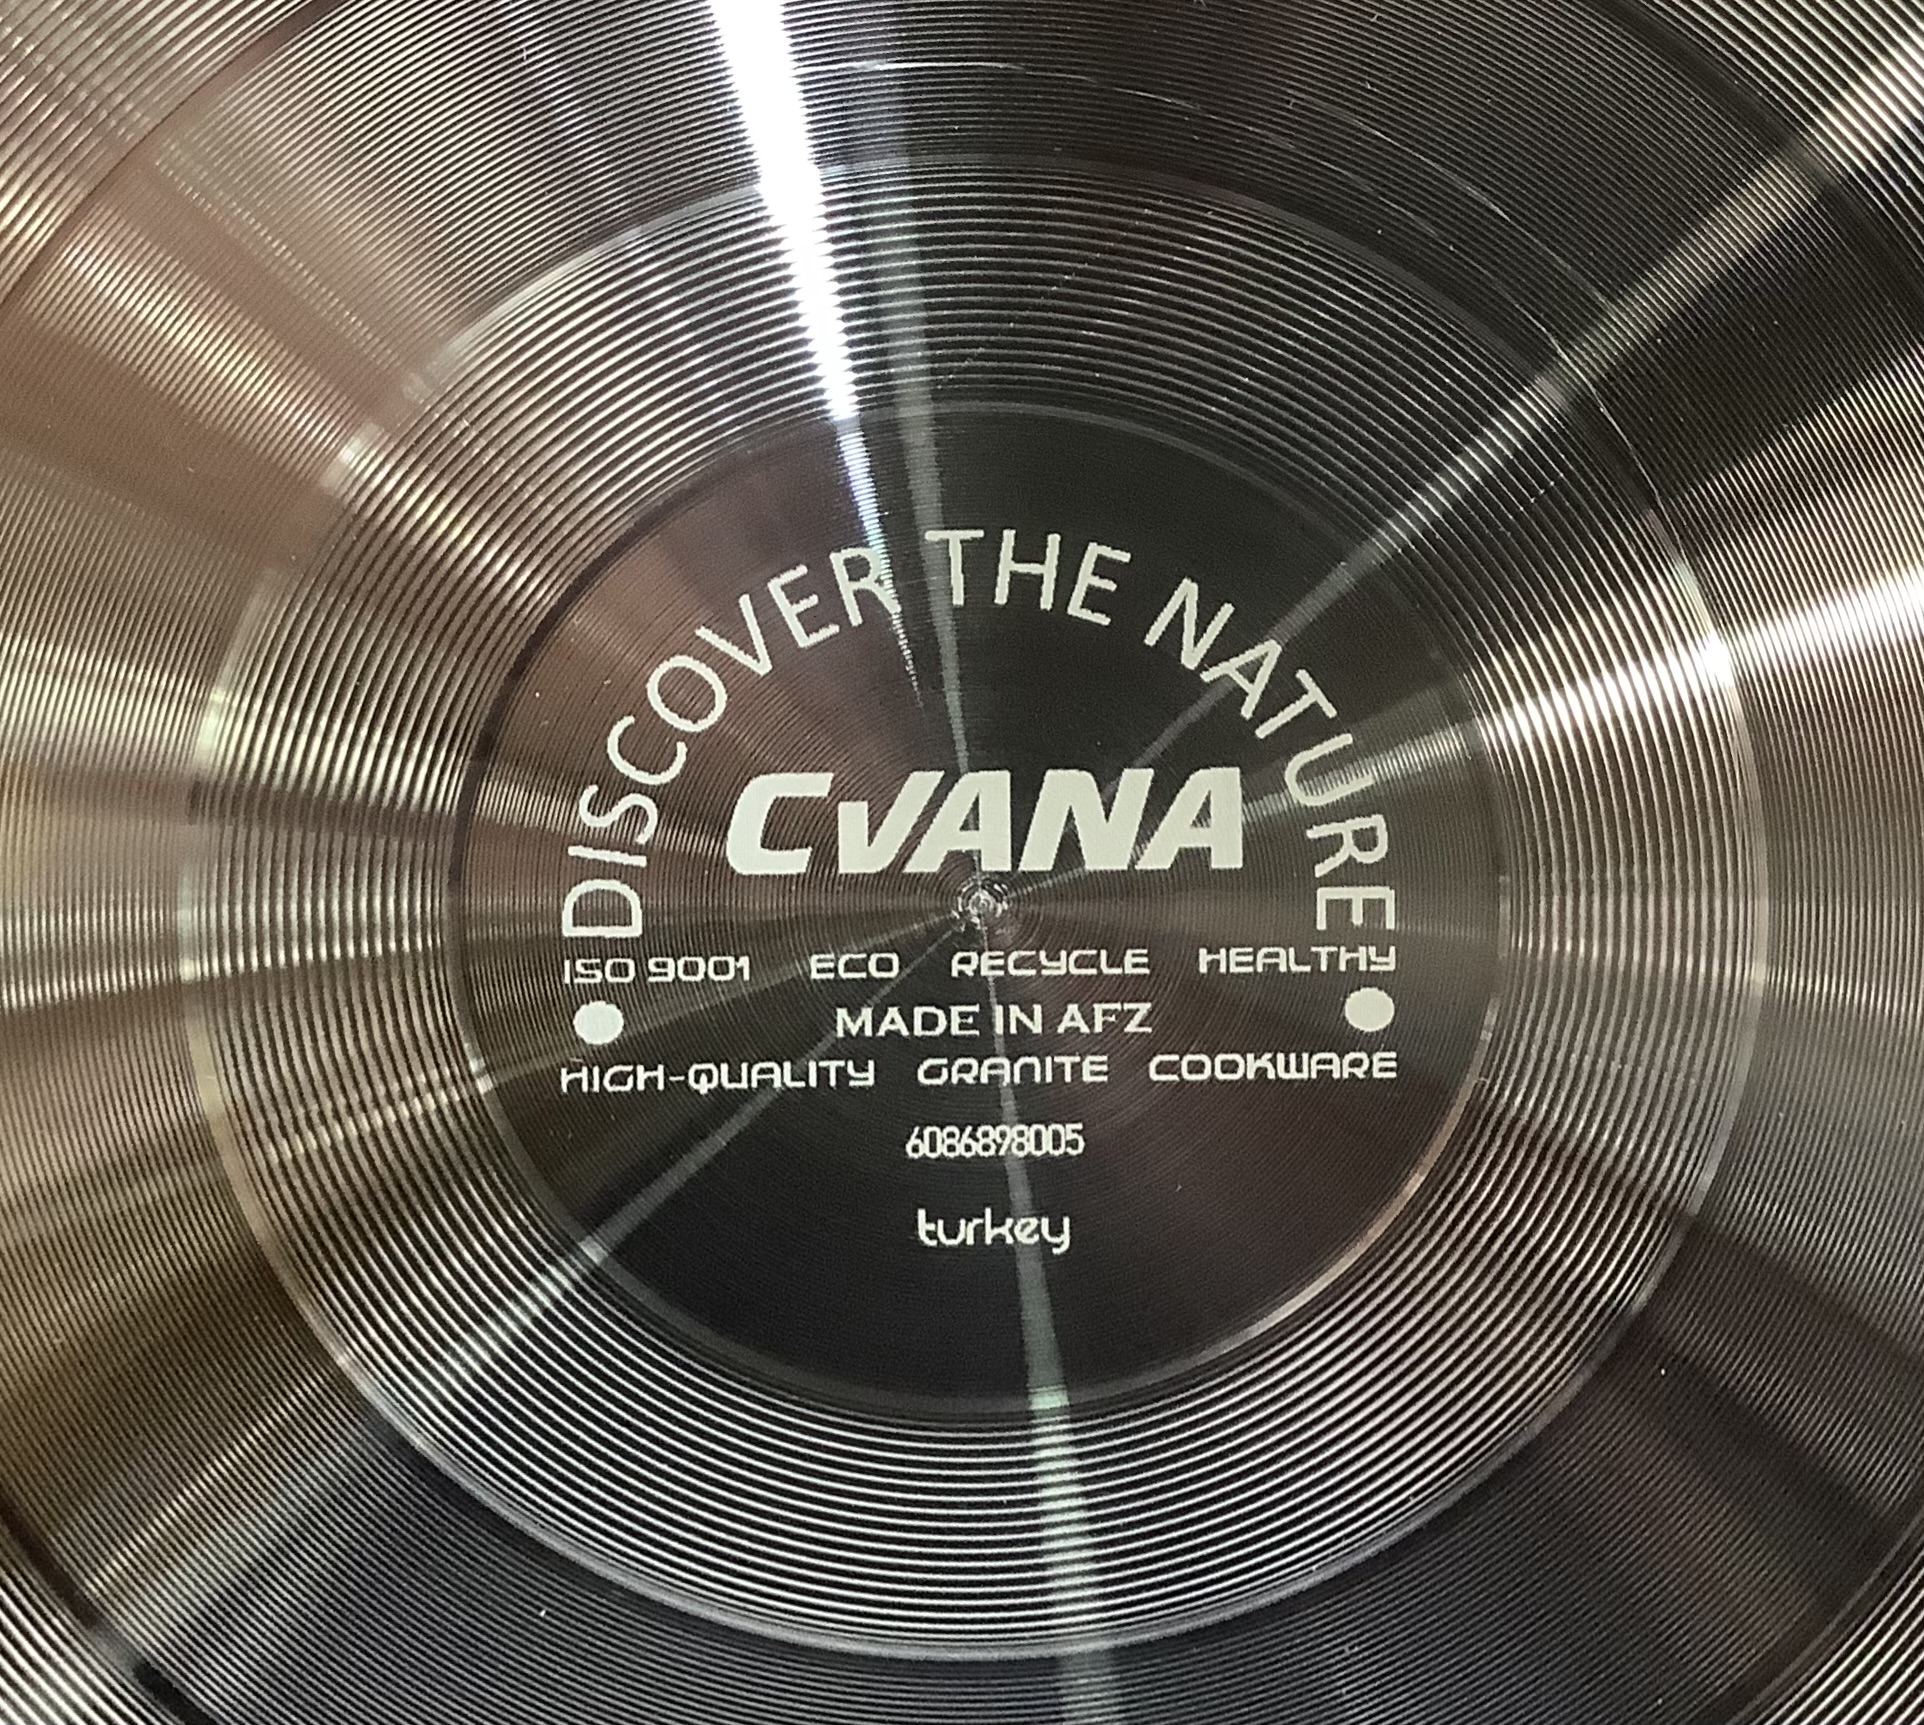 DISCOVER THE NATURE
CVANA
ISO 9001 ECO RECYCLE HEALTHY
MADE IN AFZ
HIGH-QUALITY GRANITE COOKWARE
6086898005
turkey